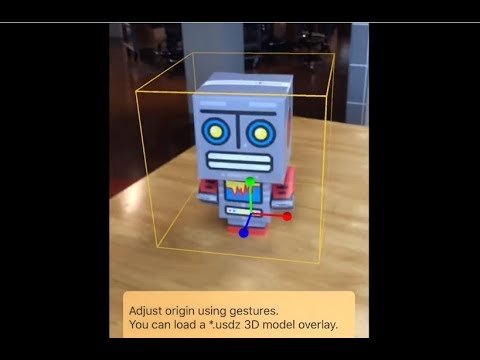 Adjust origin using gestures.
You can load a *.usdz 3D model overlay.